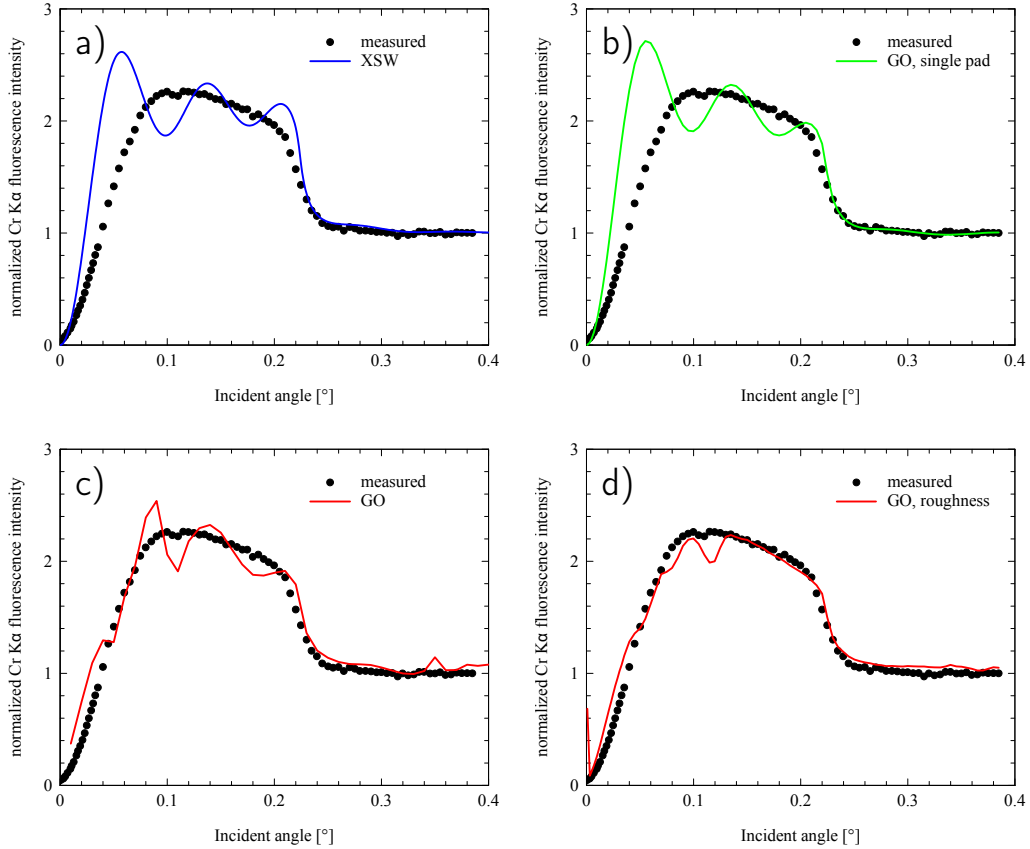 a)
measured
XSW
normalized Cr Kα fluorescence intensity
0
1
2
3
0
0.1
0.2
0.3
0.4
Incident angle [°]
b)
measured
GO, single pad
normalized Cr Kα fluorescence intensity
0
1
2
3
0
0.1
0.2
0.3
0.4
Incident angle [°]
c)
measured
GO
normalized Cr Kα fluorescence intensity
0
1
2
3
0
0.1
0.2
0.3
0.4
Incident angle [°]
d)
measured
GO, roughness
normalized Cr Kα fluorescence intensity
0
1
2
3
0
0.1
0.2
0.3
0.4
Incident angle [°]